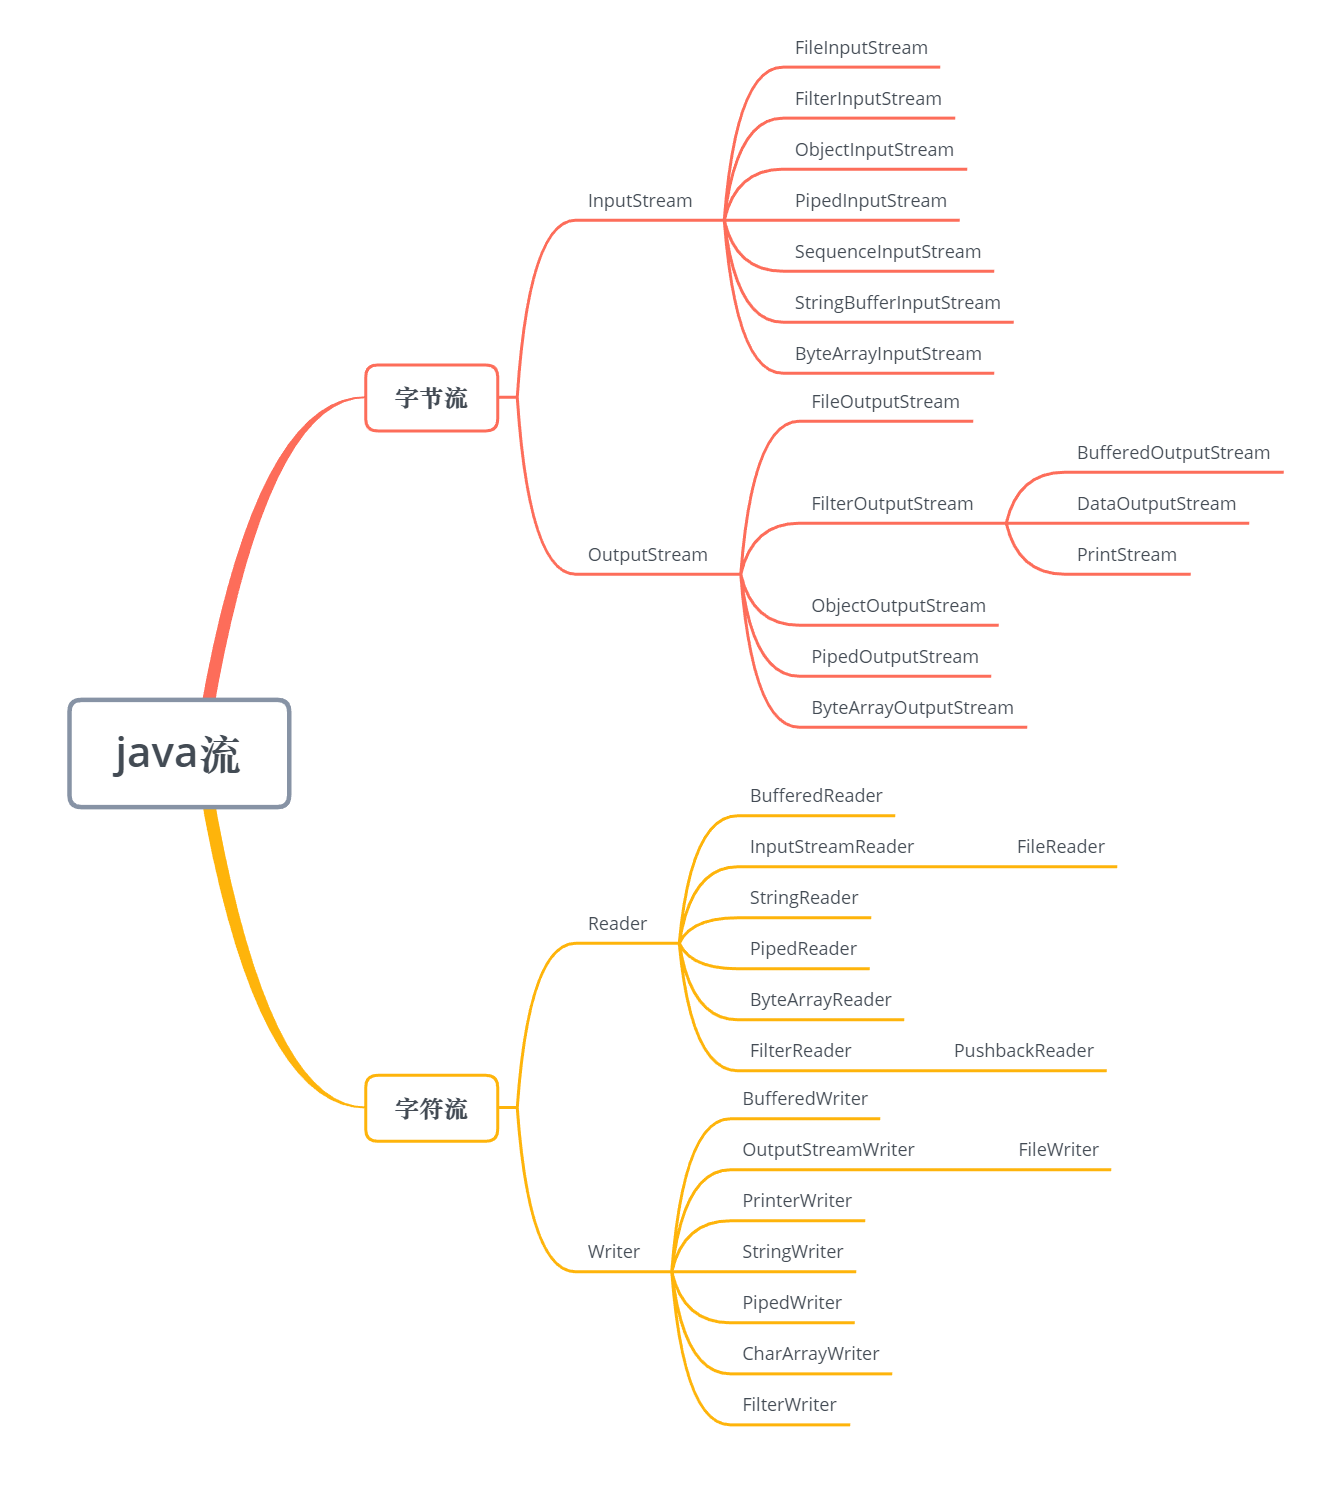 java流
字节流
InputStream
FileInputStream
FilterInputStream
ObjectInputStream
PipedInputStream
SequenceInputStream
StringBufferInputStream
ByteArrayInputStream
OutputStream
FileOutputStream
FilterOutputStream
BufferedOutputStream
DataOutputStream
PrintStream
ObjectOutputStream
PipedOutputStream
ByteArrayOutputStream
字符流
Reader
BufferedReader
InputStreamReader
FileReader
StringReader
PipedReader
ByteArrayReader
FilterReader
PushbackReader
Writer
BufferedWriter
OutputStreamWriter
FileWriter
PrinterWriter
StringWriter
PipedWriter
CharArrayWriter
FilterWriter